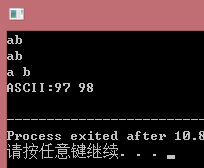 ab
ab
a b
ASCII:97 98
--------------------------------
Process exited after 10.8
请按任意键继续. . .